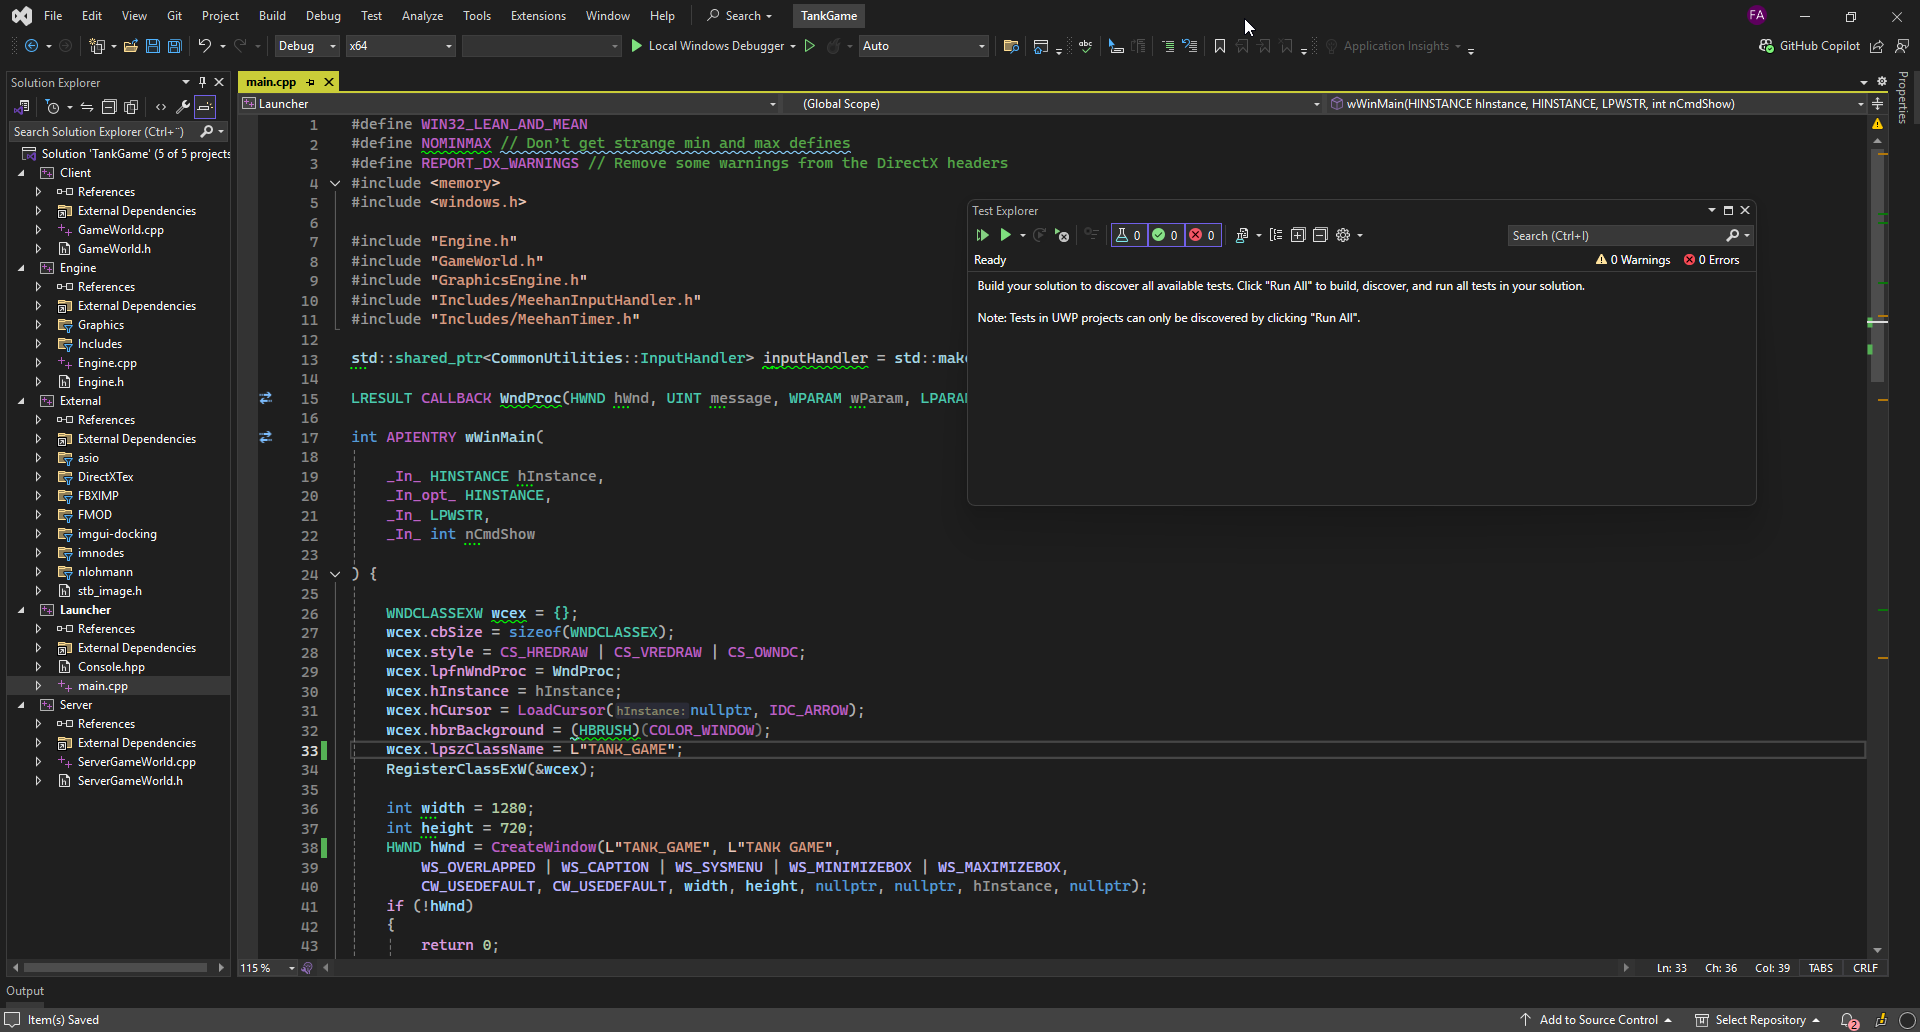 File Edit View Git Project Build Debug Test Analyze Tools Extensions Window Help Search TankGame FA
Debug x64 Local Windows Debugger Auto abc Application Insights GitHub Copilot
Solution Explorer
Search Solution Explorer (Ctrl+¨)
Solution 'TankGame' (5 of 5 projects
Client
References
External Dependencies
GameWorld.cpp
GameWorld.h
Engine
References
External Dependencies
Graphics
Includes
Engine.cpp
Engine.h
External
References
External Dependencies
asio
DirectXTex
FBXIMP
FMOD
imgui-docking
imnodes
nlohmann
stb_image.h
Launcher
References
External Dependencies
Console.hpp
main.cpp
Server
References
External Dependencies
ServerGameWorld.cpp
ServerGameWorld.h
main.cpp
Launcher (Global Scope) wWinMain(HINSTANCE hInstance, HINSTANCE, LPWSTR, int nCmdShow)
1 #define WIN32_LEAN_AND_MEAN
2 #define NOMINMAX // Don't get strange min and max defines
3 #define REPORT_DX_WARNINGS // Remove some warnings from the DirectX headers
4 #include <memory>
5 #include <windows.h>
6
7 #include "Engine.h"
8 #include "GameWorld.h"
9 #include "GraphicsEngine.h"
10 #include "Includes/MeehanInputHandler.h"
11 #include "Includes/MeehanTimer.h"
12
13 std::shared_ptr<CommonUtilities::InputHandler> inputHandler = std::make
14
15 LRESULT CALLBACK WndProc(HWND hWnd, UINT message, WPARAM wParam, LPARAM
16
17 int APIENTRY wWinMain(
18
19 _In_ HINSTANCE hInstance,
20 _In_opt_ HINSTANCE,
21 _In_ LPWSTR,
22 _In_ int nCmdShow
23
24 ) {
25
26 WNDCLASSEXW wcex = {};
27 wcex.cbSize = sizeof(WNDCLASSEX);
28 wcex.style = CS_HREDRAW | CS_VREDRAW | CS_OWNDC;
29 wcex.lpfnWndProc = WndProc;
30 wcex.hInstance = hInstance;
31 wcex.hCursor = LoadCursor(hInstance: nullptr, IDC_ARROW);
32 wcex.hbrBackground = (HBRUSH)(COLOR_WINDOW);
33 wcex.lpszClassName = L"TANK_GAME";
34 RegisterClassExW(&wcex);
35
36 int width = 1280;
37 int height = 720;
38 HWND hWnd = CreateWindow(L"TANK_GAME", L"TANK GAME",
39 WS_OVERLAPPED | WS_CAPTION | WS_SYSMENU | WS_MINIMIZEBOX | WS_MAXIMIZEBOX,
40 CW_USEDEFAULT, CW_USEDEFAULT, width, height, nullptr, nullptr, hInstance, nullptr);
41 if (!hWnd)
42 {
43 return 0;
Test Explorer
0 0 0 Search (Ctrl+I)
Ready 0 Warnings 0 Errors
Build your solution to discover all available tests. Click "Run All" to build, discover, and run all tests in your solution.
Note: Tests in UWP projects can only be discovered by clicking "Run All".
Properties
115 % Ln: 33 Ch: 36 Col: 39 TABS CRLF
Output
Item(s) Saved Add to Source Control Select Repository 2